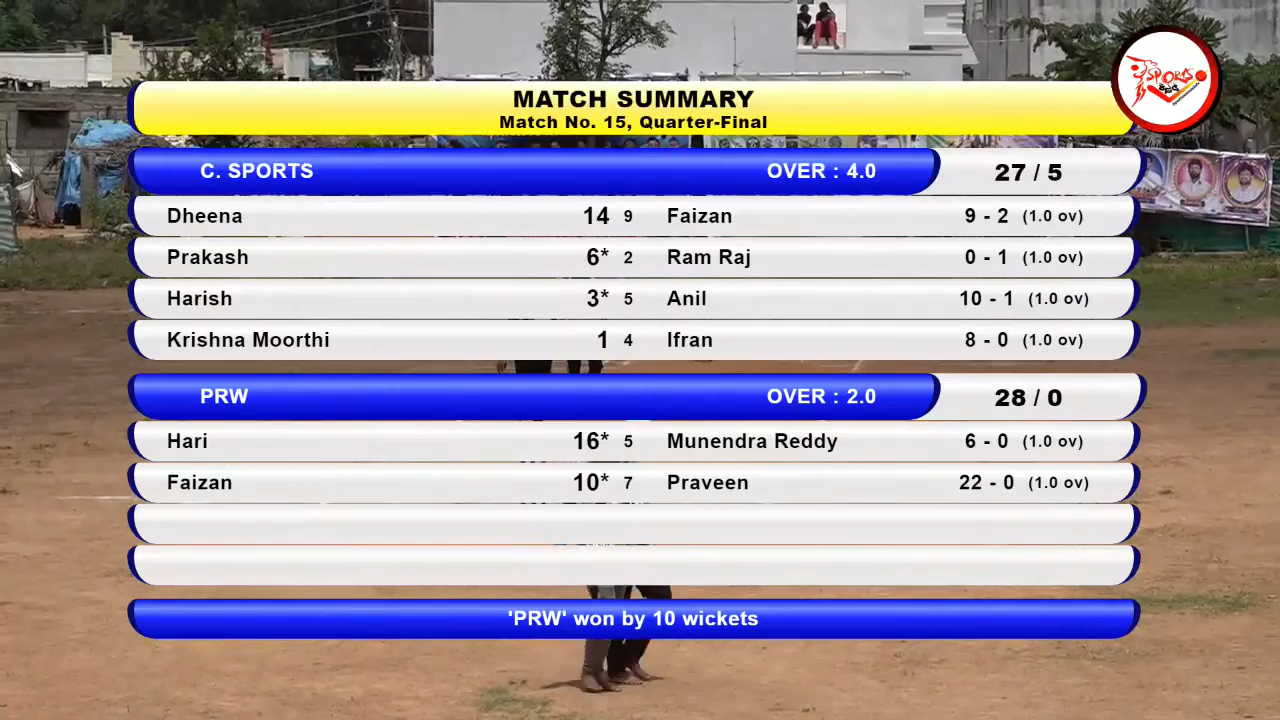 MATCH SUMMARY
Match No. 15, Quarter-Final
SPORTS
C. SPORTS OVER : 4.0 27 / 5
Dheena 14 9 Faizan 9 - 2 (1.0 ov)
Prakash 6* 2 Ram Raj 0 - 1 (1.0 ov)
Harish 3* 5 Anil 10 - 1 (1.0 ov)
Krishna Moorthi 1 4 Ifran 8 - 0 (1.0 ov)
PRW OVER : 2.0 28 / 0
Hari 16* 5 Munendra Reddy 6 - 0 (1.0 ov)
Faizan 10* 7 Praveen 22 - 0 (1.0 ov)
'PRW' won by 10 wickets